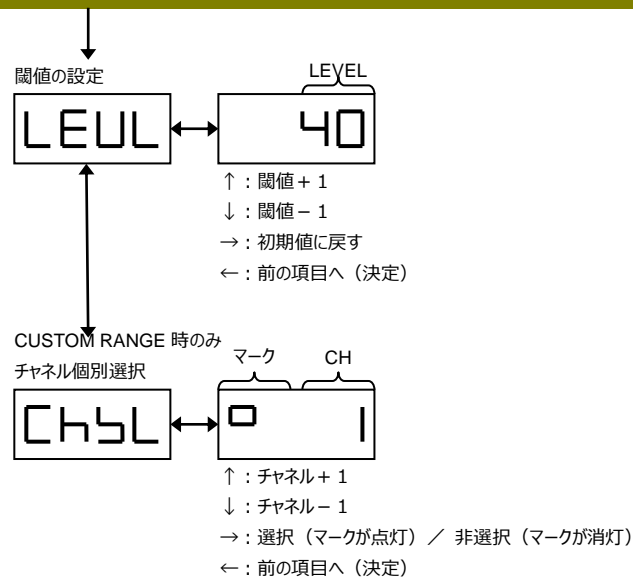 閾値の設定
LEVEL
LEUL
40
↑：閾値＋ 1
↓：閾値－ 1
→：初期値に戻す
←：前の項目へ（決定）
CUSTOM RANGE 時のみ
チャネル個別選択
マーク
CH
ChSL
o 1
↑：チャネル＋ 1
↓：チャネル－ 1
→：選択（マークが点灯）／ 非選択（マークが消灯）
←：前の項目へ（決定）